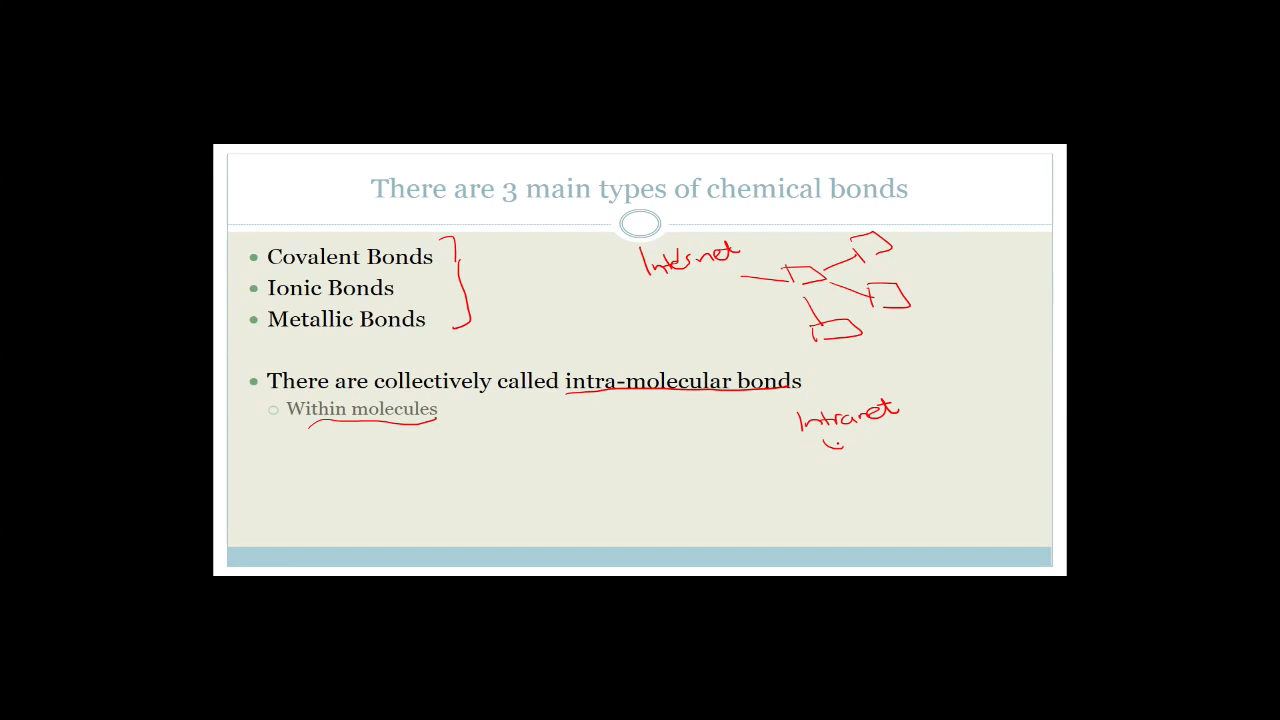 There are 3 main types of chemical bonds
Covalent Bonds
Internet
Ionic Bonds
Metallic Bonds
There are collectively called intra-molecular bonds
Within molecules
Intranet